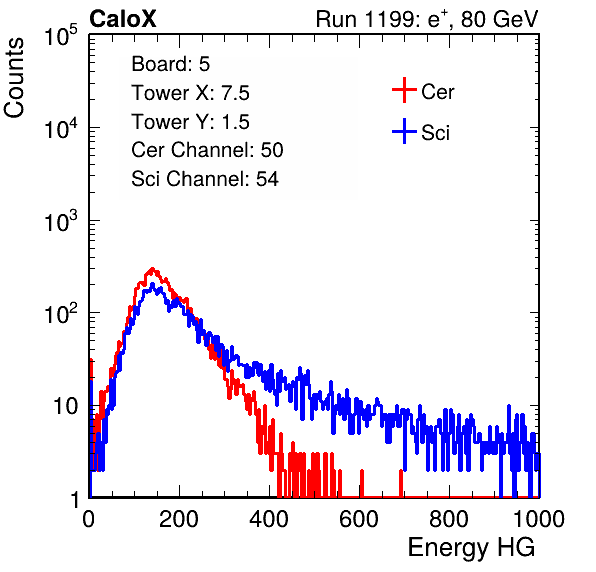 CaloX Run 1199: e⁺, 80 GeV
Counts
10⁵
10⁴
10³
10²
10
1
Board: 5
Tower X: 7.5
Tower Y: 1.5
Cer Channel: 50
Sci Channel: 54
Cer
Sci
0 200 400 600 800 1000
Energy HG